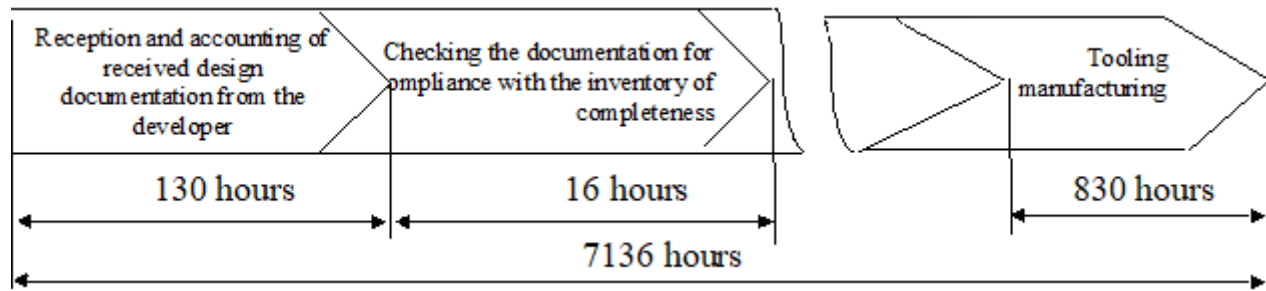 Reception and accounting of
received design
documentation from the
developer
Checking the documentation for
ompliance with the inventory of
completeness
Tooling
manufacturing
130 hours
16 hours
830 hours
7136 hours